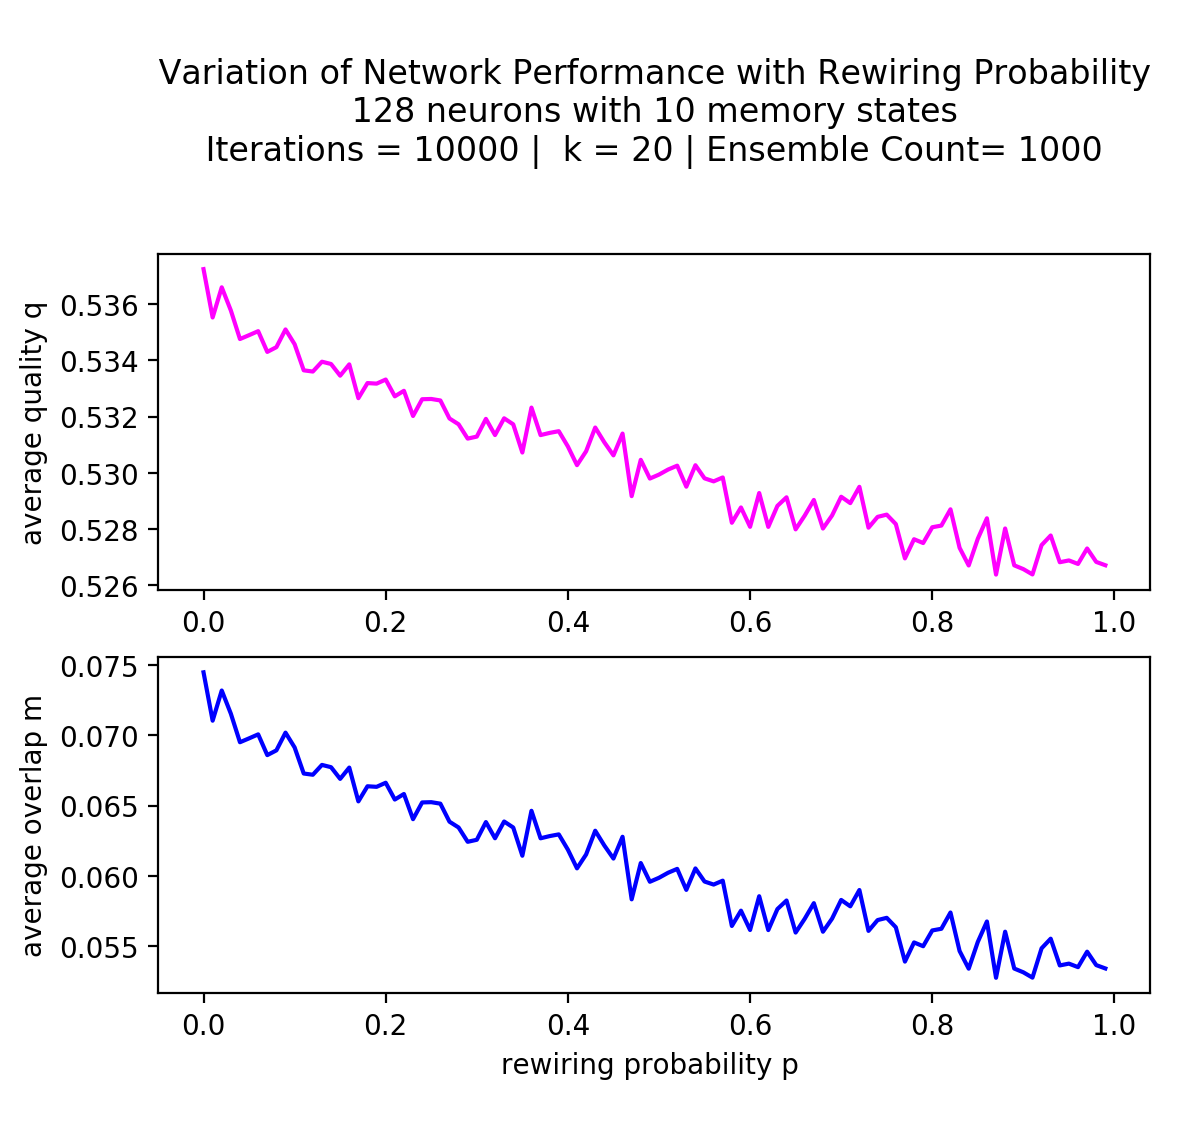 Variation of Network Performance with Rewiring Probability
128 neurons with 10 memory states
Iterations = 10000 |  k = 20 | Ensemble Count= 1000
average quality q
0.536
0.534
0.532
0.530
0.528
0.526
0.0 0.2 0.4 0.6 0.8 1.0
average overlap m
0.075
0.070
0.065
0.060
0.055
0.0 0.2 0.4 0.6 0.8 1.0
rewiring probability p